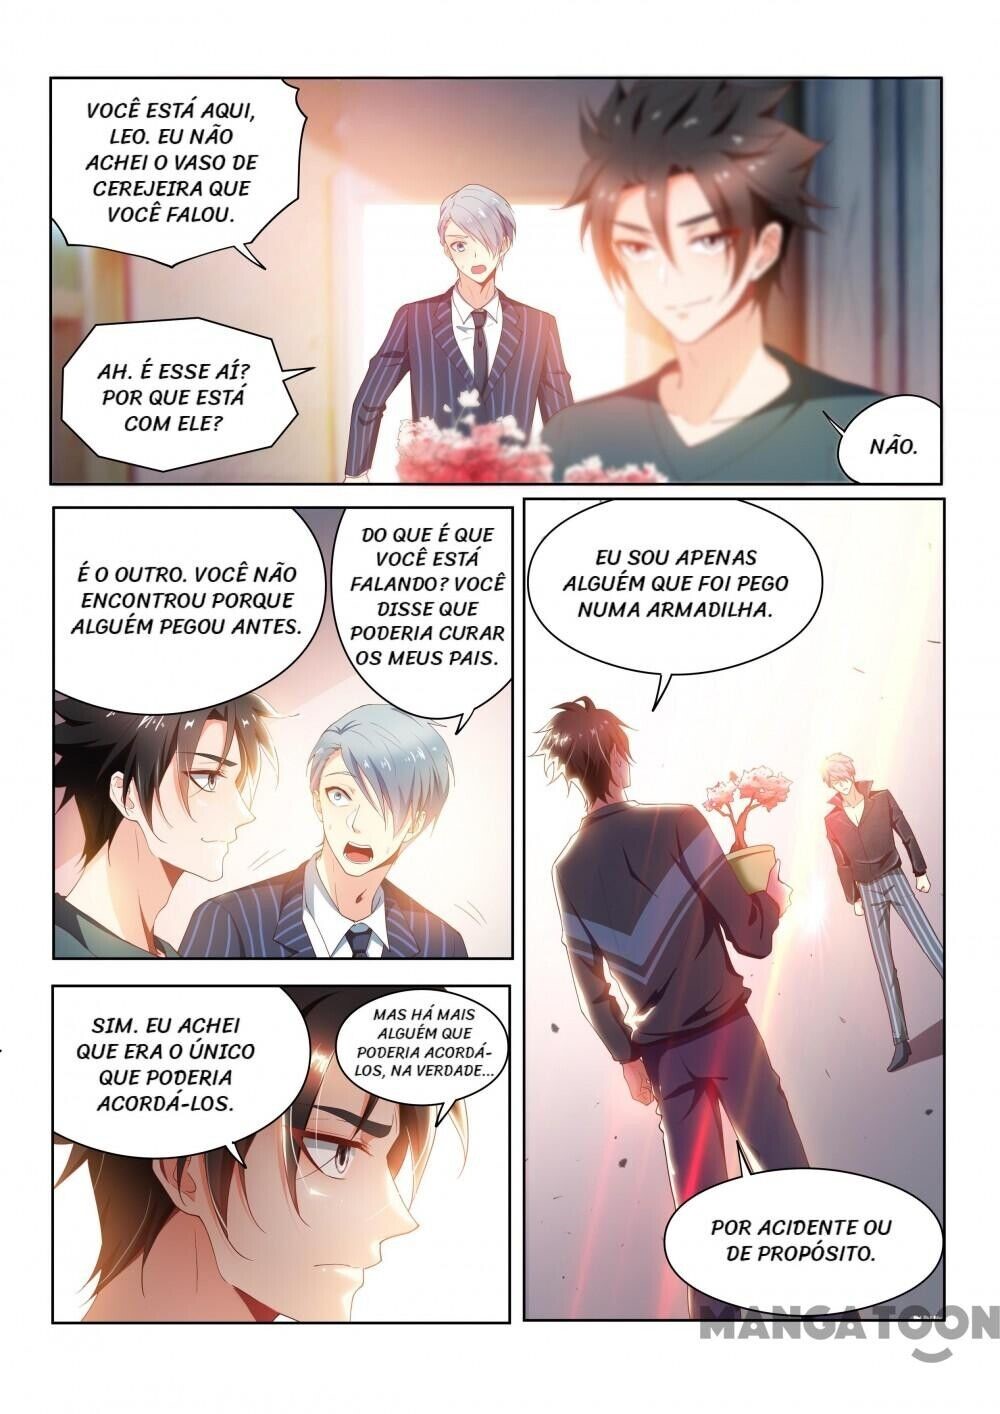 VOCÊ ESTÁ AQUI,
LEO. EU NÃO
ACHEI O VASO DE
CEREJEIRA QUE
VOCÊ FALOU.
AH. É ESSE AÍ?
POR QUE ESTÁ
COM ELE?
NÃO.
É O OUTRO. VOCÊ NÃO
ENCONTROU PORQUE
ALGUÉM PEGOU ANTES.
DO QUE É QUE
VOCÊ ESTÁ
FALANDO? VOCÊ
DISSE QUE
PODERIA CURAR
OS MEUS PAIS.
EU SOU APENAS
ALGUÉM QUE FOI PEGO
NUMA ARMADILHA.
SIM. EU ACHEI
QUE ERA O ÚNICO
QUE PODERIA
ACORDÁ-LOS.
MAS HÁ MAIS
ALGUÉM QUE
PODERIA ACORDÁ-
LOS, NA VERDADE...
POR ACIDENTE OU
DE PROPÓSITO.
MANGATOON